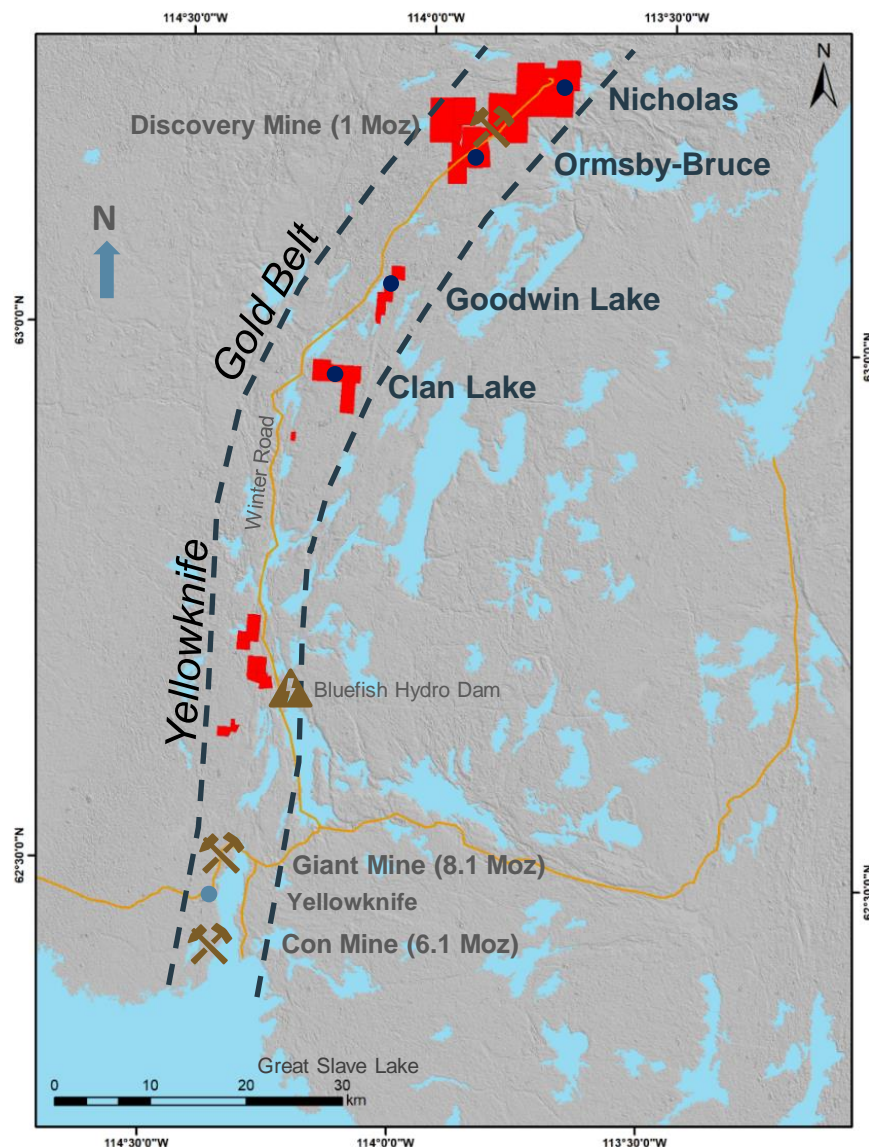 114°30'0"W 114°0'0"W 113°30'0"W
N
Nicholas
Discovery Mine (1 Moz)
Ormsby-Bruce
N
Gold Belt
Goodwin Lake
63°0'0"N
63°0'0"N
Clan Lake
Winter Road
Yellowknife
Bluefish Hydro Dam
62°30'0"N
Giant Mine (8.1 Moz)
62°30'0"N
Yellowknife
Con Mine (6.1 Moz)
Great Slave Lake
0 10 20 30
km
114°30'0"W 114°0'0"W 113°30'0"W